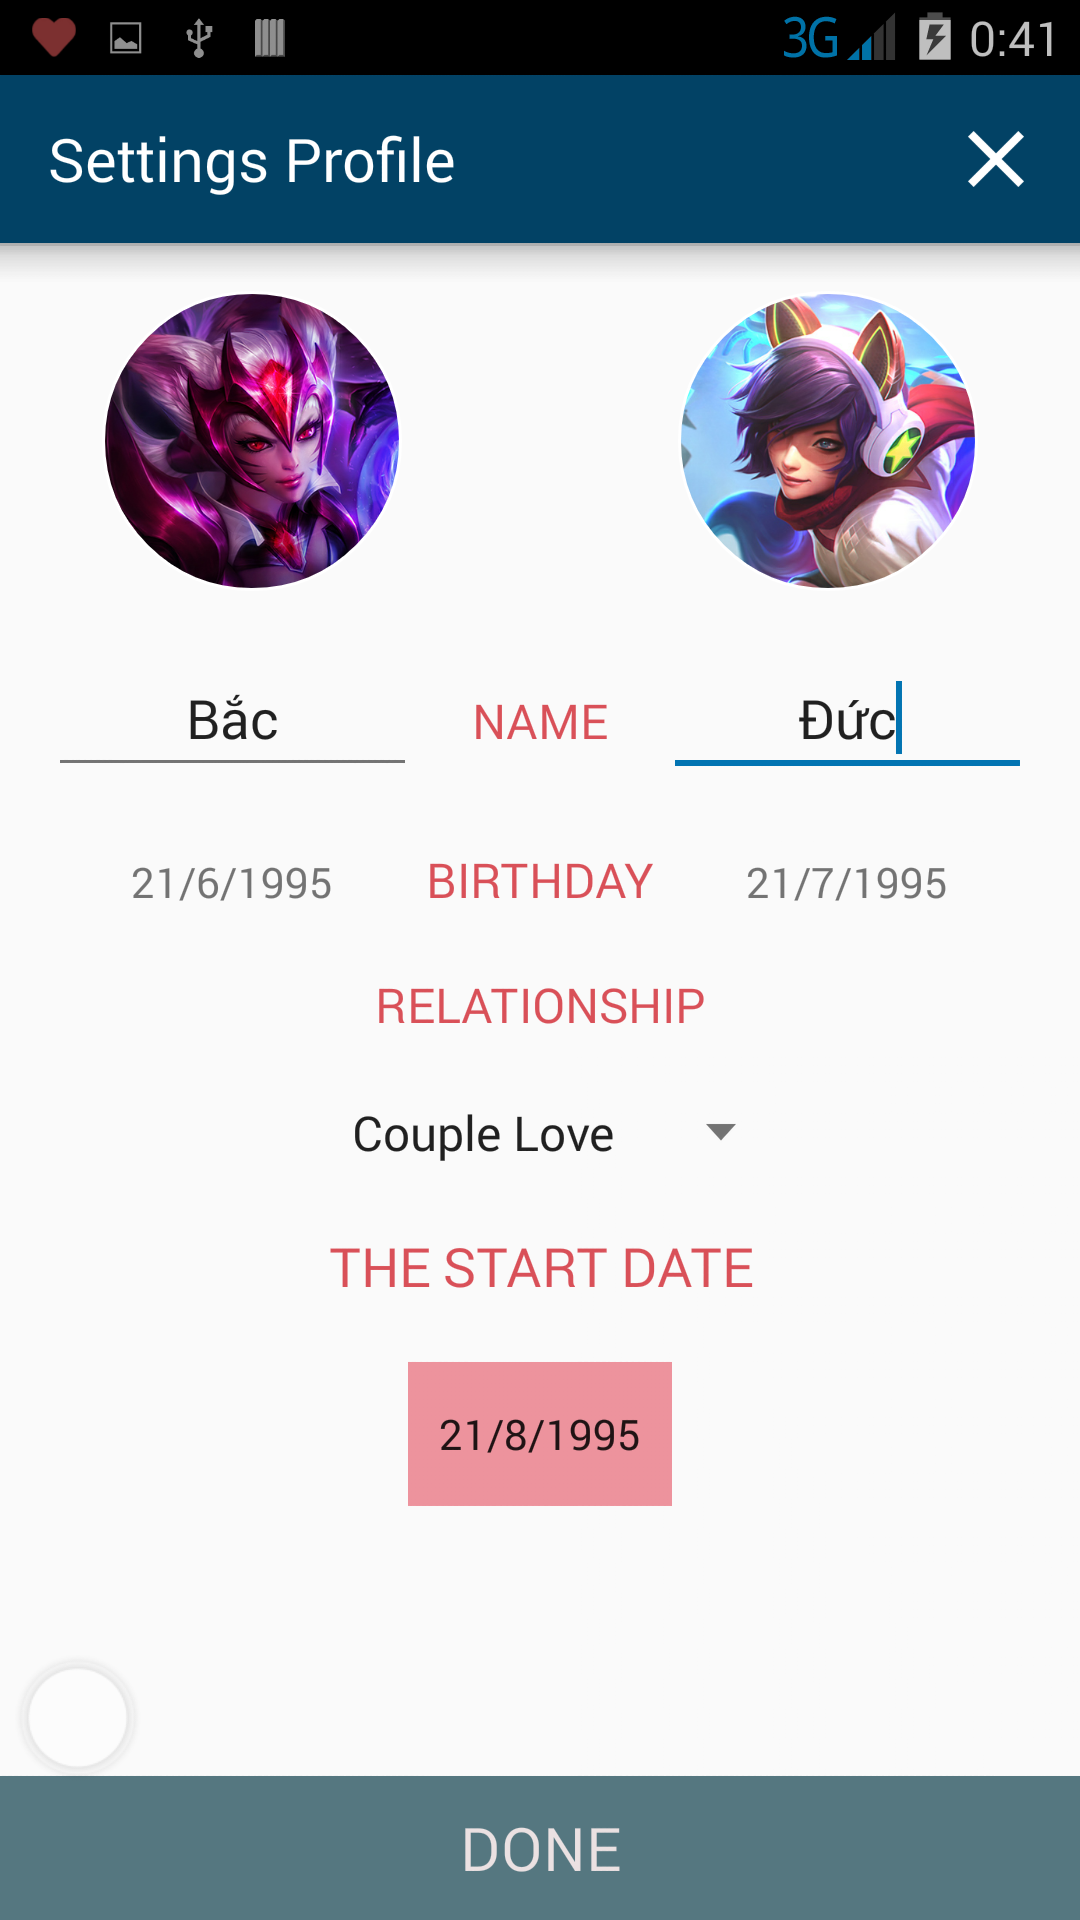 3G 0:41
Settings Profile
Bắc NAME Đức
21/6/1995 BIRTHDAY 21/7/1995
RELATIONSHIP
Couple Love
THE START DATE
21/8/1995
DONE